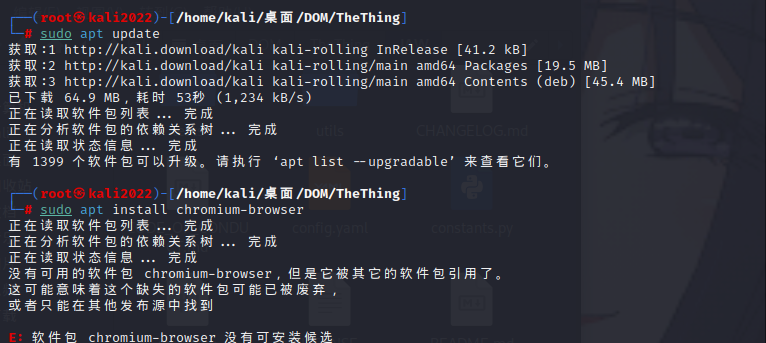 ┌──(root㉿kali2022)-[/home/kali/桌面/DOM/TheThing]
└─# sudo apt update
获取:1 http://kali.download/kali kali-rolling InRelease [41.2 kB]
获取:2 http://kali.download/kali kali-rolling/main amd64 Packages [19.5 MB]
获取:3 http://kali.download/kali kali-rolling/main amd64 Contents (deb) [45.4 MB]
已下载 64.9 MB，耗时 53秒 (1,234 kB/s)
正在读取软件包列表... 完成
正在分析软件包的依赖关系树... 完成
正在读取状态信息... 完成
有 1399 个软件包可以升级。请执行 ‘apt list --upgradable’ 来查看它们。
┌──(root㉿kali2022)-[/home/kali/桌面/DOM/TheThing]
└─# sudo apt install chromium-browser
正在读取软件包列表... 完成
正在分析软件包的依赖关系树... 完成
正在读取状态信息... 完成
没有可用的软件包 chromium-browser，但是它被其它的软件包引用了。
这可能意味着这个缺失的软件包可能已被废弃，
或者只能在其他发布源中找到
E: 软件包 chromium-browser 没有可安装候选
utils
CHANGELOG.md
config.yaml
constants.py